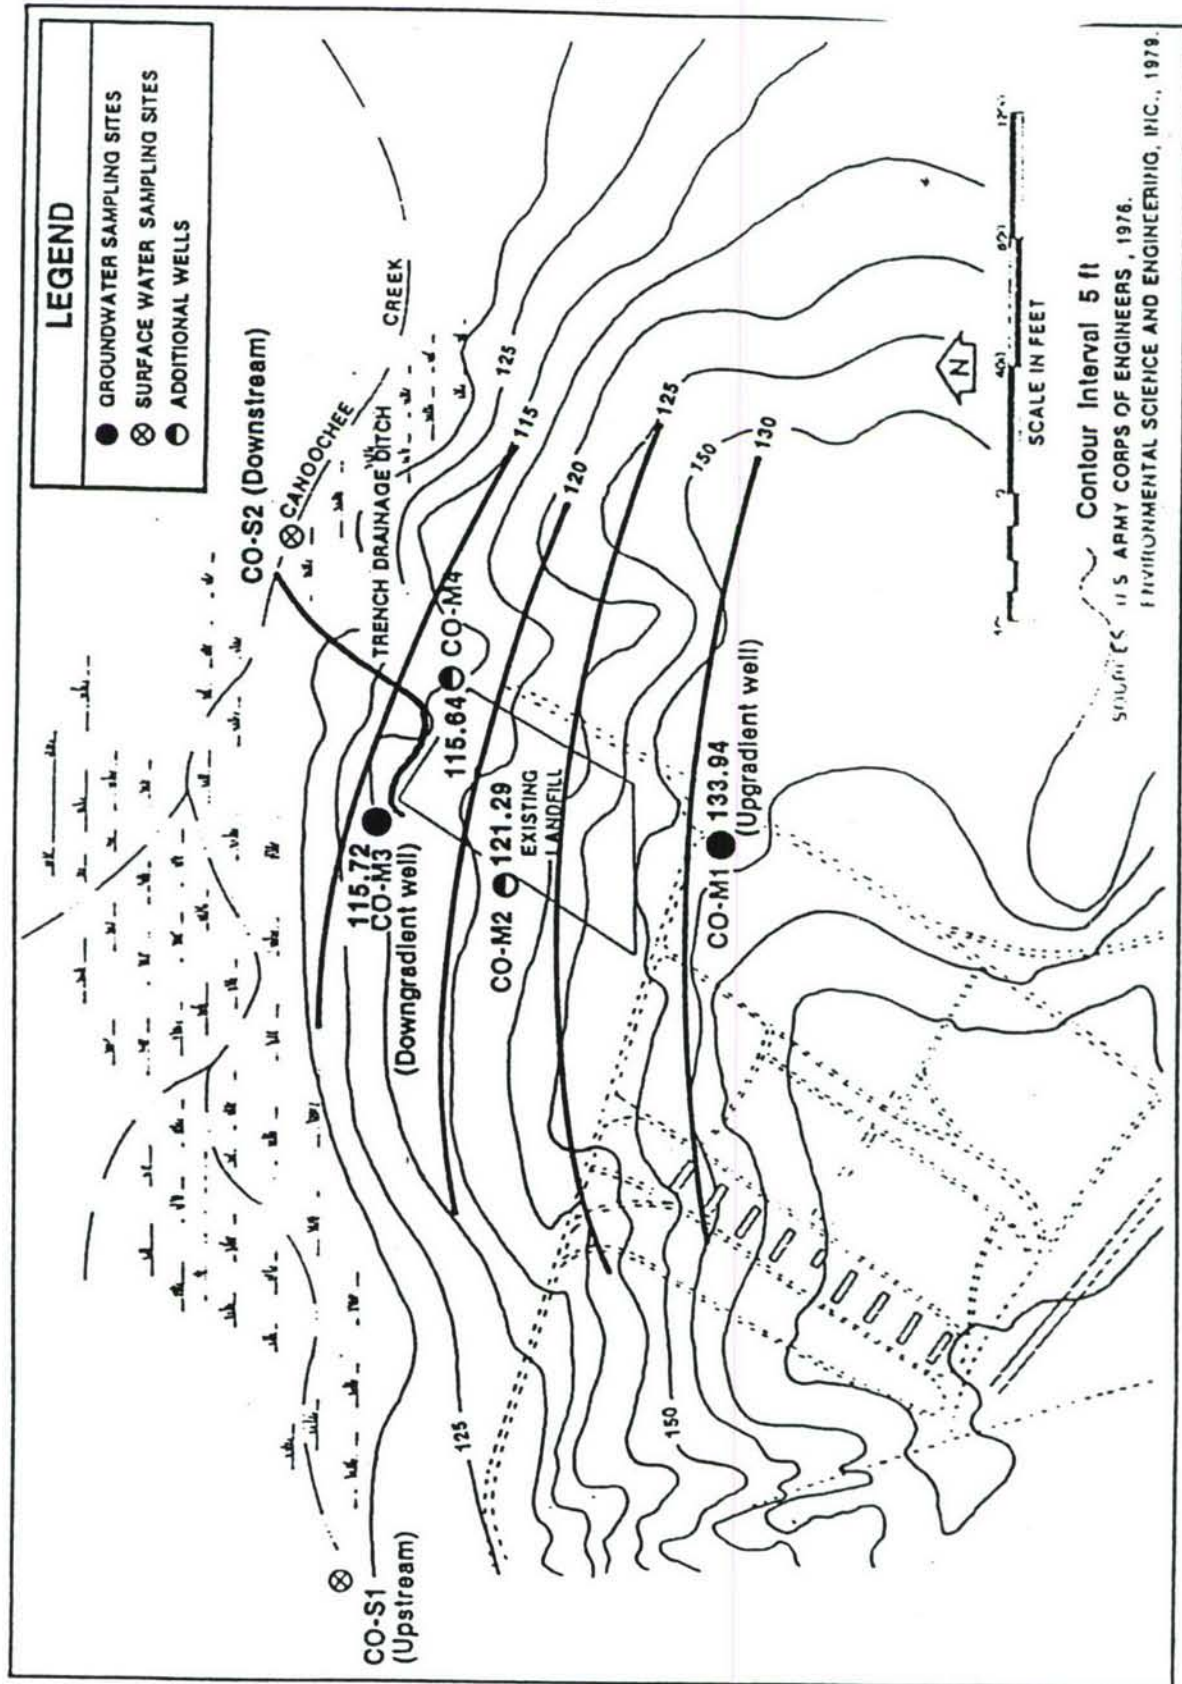 LEGEND
GROUNDWATER SAMPLING SITES
SURFACE WATER SAMPLING SITES
ADDITIONAL WELLS
CO-S2 (Downstream)
CANOOCHEE
CREEK
TRENCH DRAINAGE DITCH
125
115
115.72
CO-M3
(Downgradient well)
115.64
CO-M4
120
CO-M2
121.29
EXISTING
LANDFILL
125
150
130
CO-M1
133.94
(Upgradient well)
CO-S1
(Upstream)
125
150
N
400
SCALE IN FEET
Contour Interval 5 ft
U S ARMY CORPS OF ENGINEERS, 1976.
ENVIRONMENTAL SCIENCE AND ENGINEERING, INC., 1979.